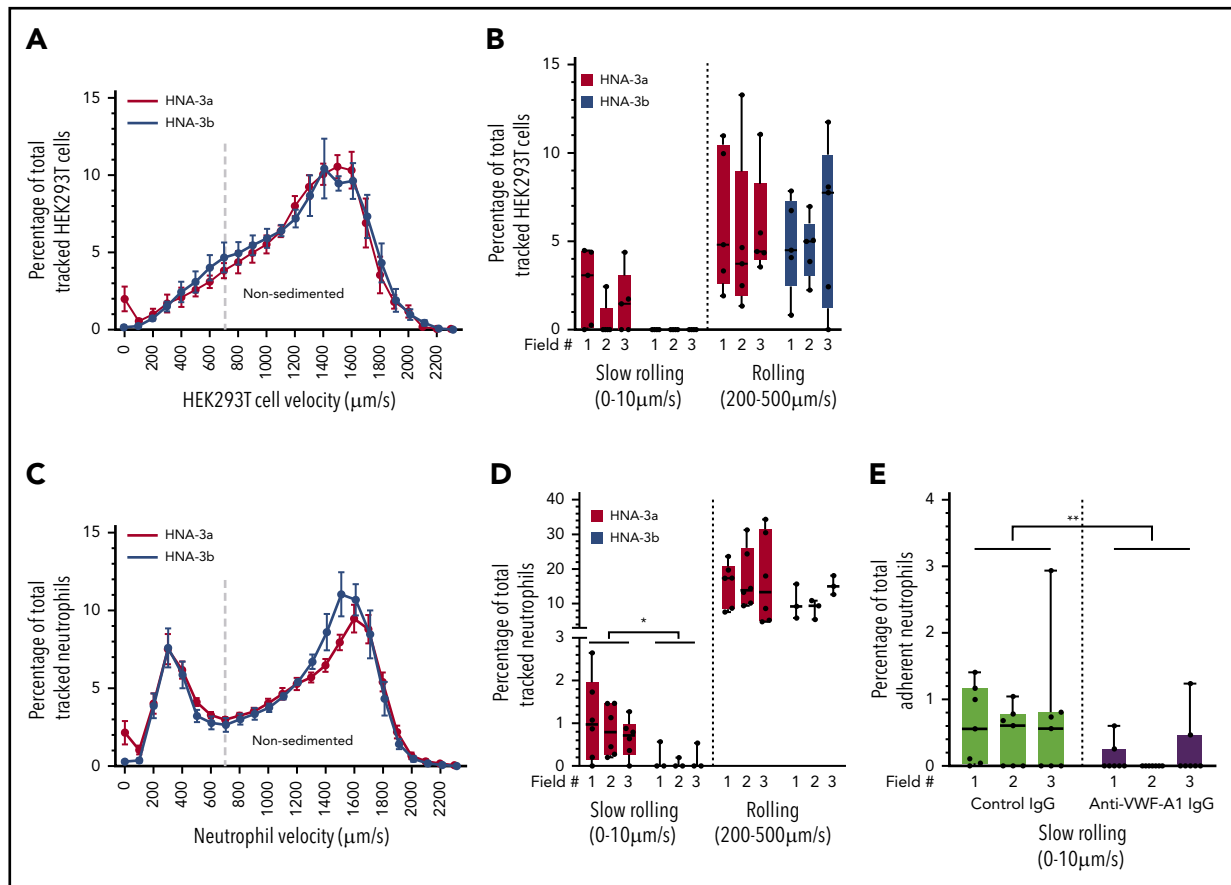 A
Percentage of total
tracked HEK293T cells
15
10
5
0
HNA-3a
HNA-3b
Non-sedimented
0
200
400
600
800
1000
1200
1400
1600
1800
2000
2200
HEK293T cell velocity (μm/s)
B
Percentage of total
tracked HEK293T cells
15
10
5
0
HNA-3a
HNA-3b
Field # 1 2 3 1 2 3 1 2 3 1 2 3
Slow rolling
(0-10μm/s)
Rolling
(200-500μm/s)
C
Percentage of total
tracked neutrophils
15
10
5
0
HNA-3a
HNA-3b
Non-sedimented
0
200
400
600
800
1000
1200
1400
1600
1800
2000
2200
Neutrophil velocity (μm/s)
D
Percentage of total
tracked neutrophils
40
30
20
10
3
2
1
0
HNA-3a
HNA-3b
*
Field # 1 2 3 1 2 3 1 2 3 1 2 3
Slow rolling
(0-10μm/s)
Rolling
(200-500μm/s)
E
Percentage of total
adherent neutrophils
4
3
2
1
0
**
Field # 1 2 3 1 2 3
Control IgG Anti-VWF-A1 IgG
Slow rolling
(0-10μm/s)